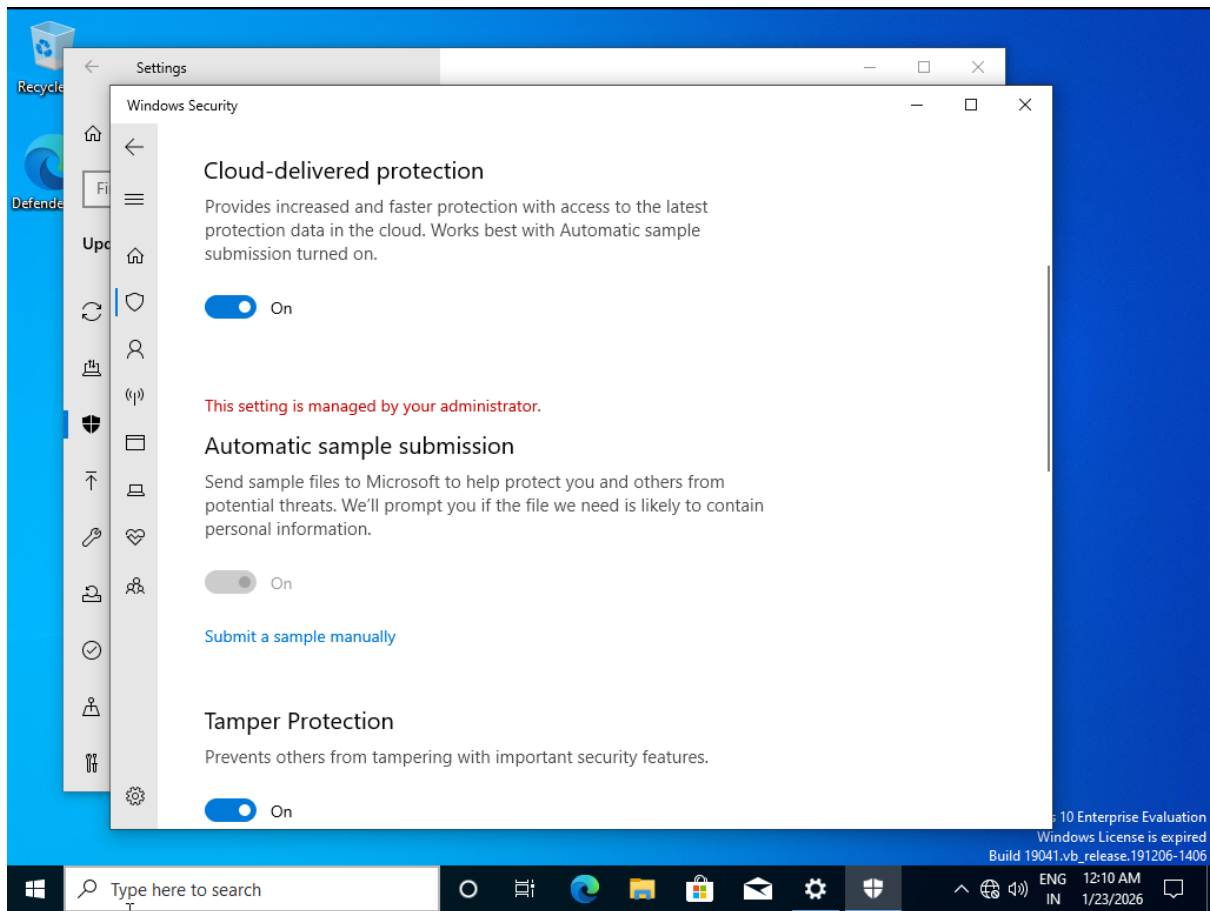 Recycle
Defende
Settings
Fi
Upd
Windows Security
Cloud-delivered protection
Provides increased and faster protection with access to the latest
protection data in the cloud. Works best with Automatic sample
submission turned on.
On
This setting is managed by your administrator.
Automatic sample submission
Send sample files to Microsoft to help protect you and others from
potential threats. We'll prompt you if the file we need is likely to contain
personal information.
On
Submit a sample manually
Tamper Protection
Prevents others from tampering with important security features.
On
s 10 Enterprise Evaluation
Windows License is expired
Build 19041.vb_release.191206-1406
Type here to search
ENG
IN
12:10 AM
1/23/2026